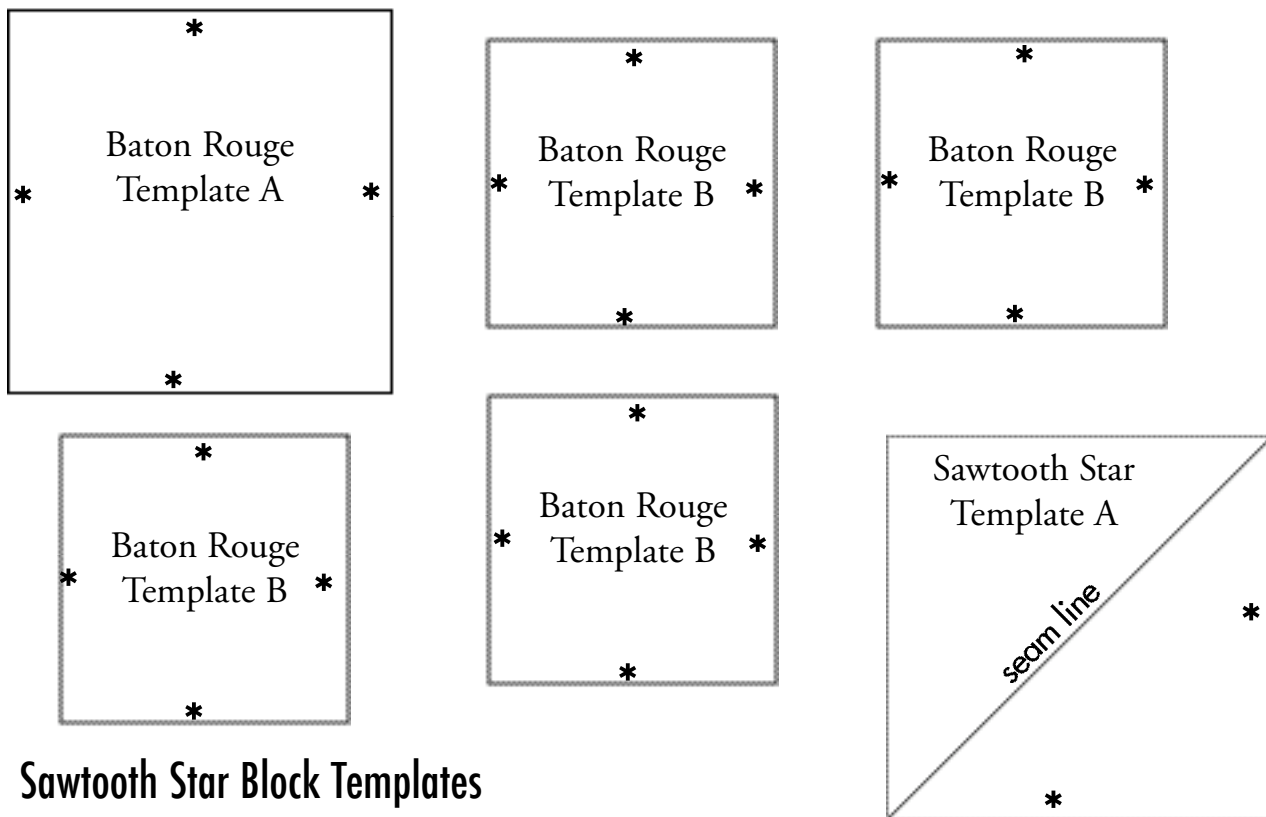 Baton Rouge
Template A
Baton Rouge
Template B
Baton Rouge
Template B
Baton Rouge
Template B
Baton Rouge
Template B
Sawtooth Star
Template A
seam line
Sawtooth Star Block Templates